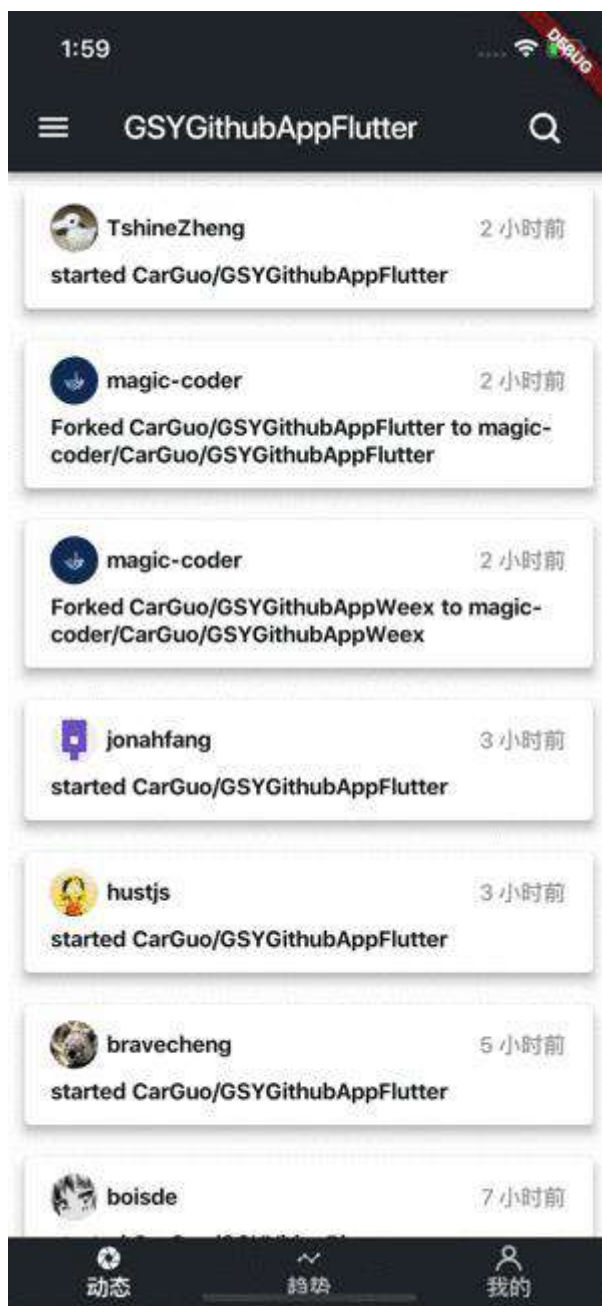 1:59
DEBUG
GSYGithubAppFlutter
TshineZheng 2 小时前
started CarGuo/GSYGithubAppFlutter
magic-coder 2 小时前
Forked CarGuo/GSYGithubAppFlutter to magic-
coder/CarGuo/GSYGithubAppFlutter
magic-coder 2 小时前
Forked CarGuo/GSYGithubAppWeex to magic-
coder/CarGuo/GSYGithubAppWeex
jonahfang 3 小时前
started CarGuo/GSYGithubAppFlutter
hustjs 3 小时前
started CarGuo/GSYGithubAppFlutter
bravecheng 5 小时前
started CarGuo/GSYGithubAppFlutter
boisde 7 小时前
动态 趋势 我的